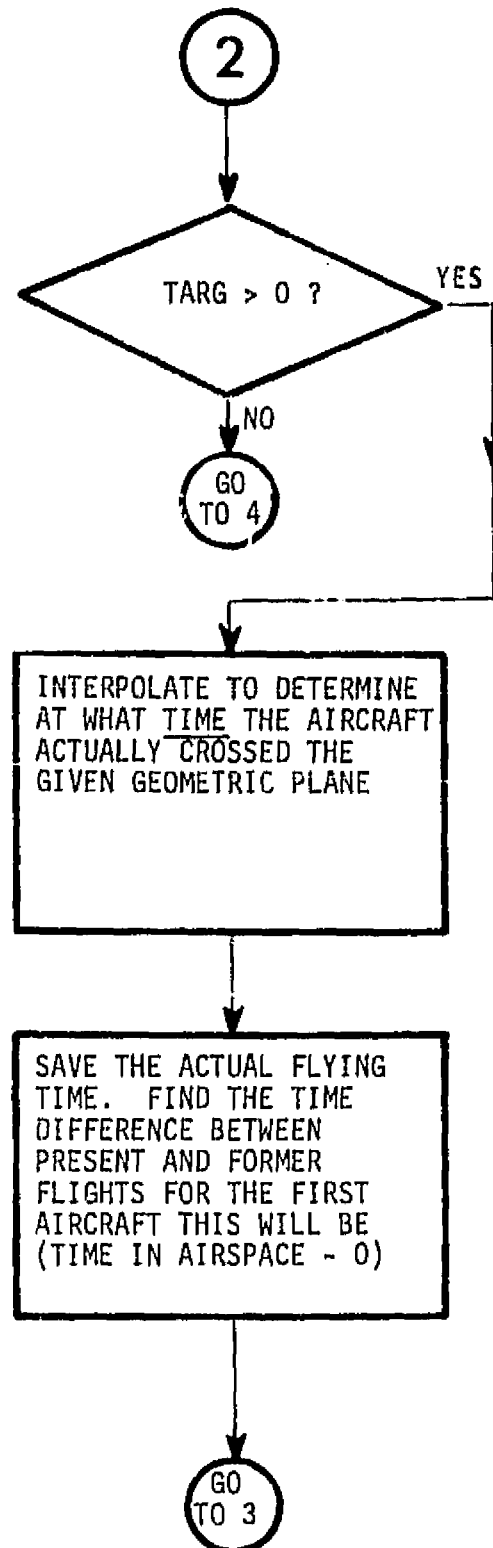 2
TARG > 0 ?
YES
NO
GO
TO 4
INTERPOLATE TO DETERMINE
AT WHAT TIME THE AIRCRAFT
ACTUALLY CROSSED THE
GIVEN GEOMETRIC PLANE
SAVE THE ACTUAL FLYING
TIME. FIND THE TIME
DIFFERENCE BETWEEN
PRESENT AND FORMER
FLIGHTS FOR THE FIRST
AIRCRAFT THIS WILL BE
(TIME IN AIRSPACE - 0)
GO
TO 3